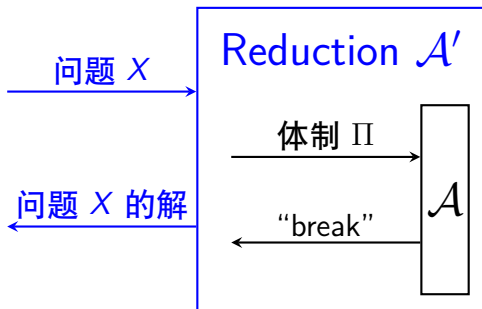 Reduction 𝒜′
问题 X
体制 Π
𝒜
问题 X 的解
“break”